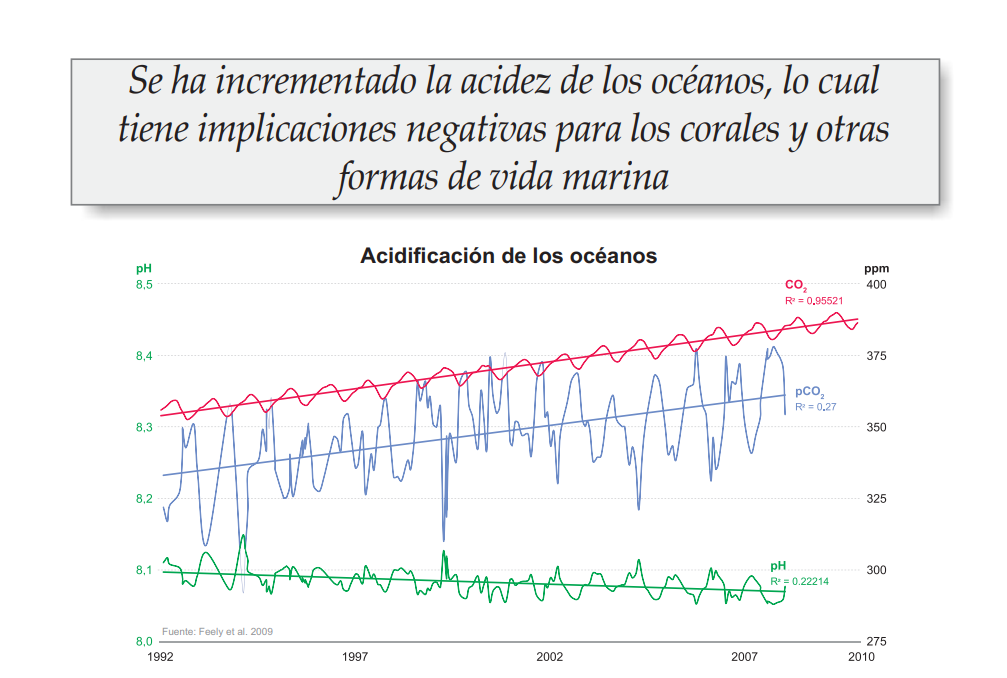 Se ha incrementado la acidez de los océanos, lo cual
tiene implicaciones negativas para los corales y otras
formas de vida marina
Acidificación de los océanos
pH
ppm
8,5
400
CO₂
R² = 0,95521
8,4
375
pCO₂
R² = 0,27
8,3
350
8,2
325
8,1
300
pH
R² = 0.22214
Fuente: Feely et al. 2009
8,0
275
1992
1997
2002
2007
2010